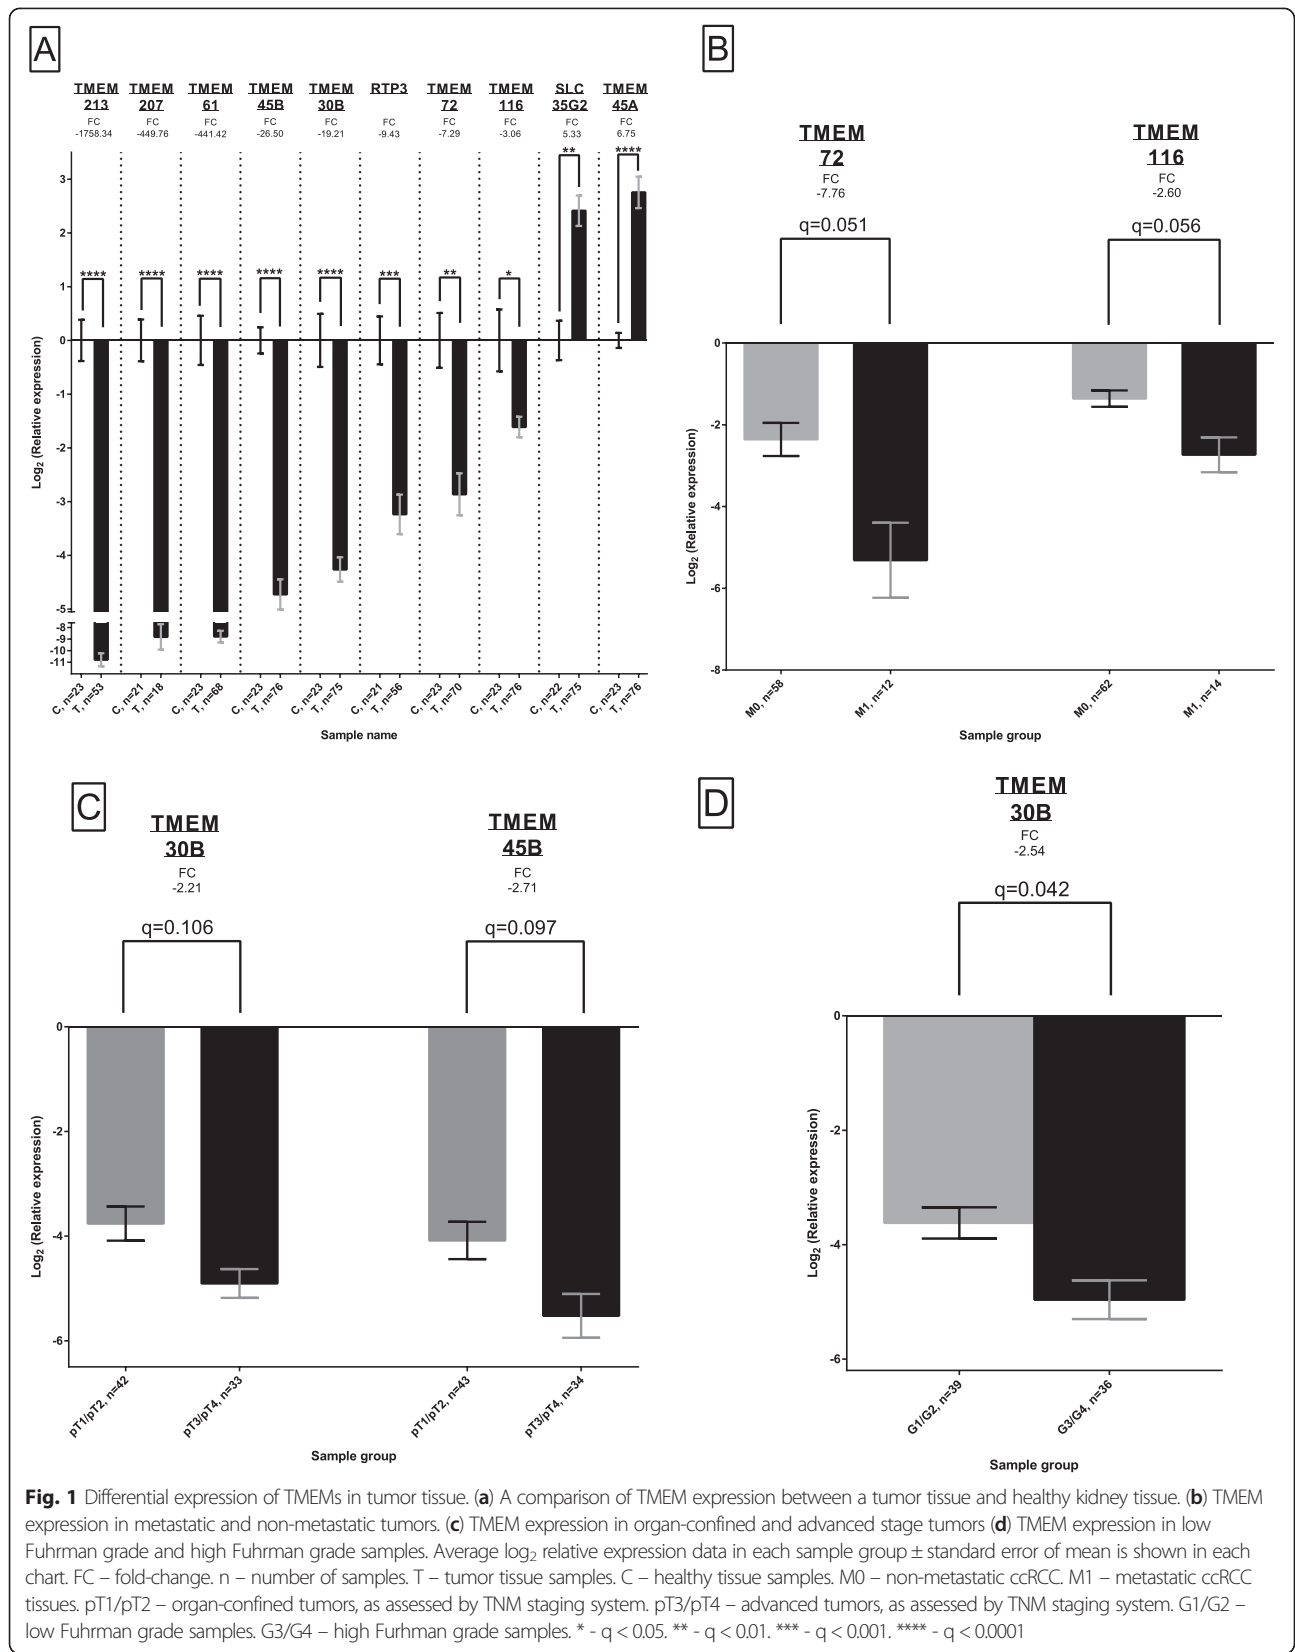 A
TMEM 213
FC
-1758.34
TMEM 207
FC
-449.76
TMEM 61
FC
-441.42
TMEM 45B
FC
-26.50
TMEM 30B
FC
-19.21
RTP3
FC
-9.43
TMEM 72
FC
-7.29
TMEM 116
FC
-3.06
SLC 35G2
FC
5.33
TMEM 45A
FC
6.75
**** **** **** **** **** *** ** * ** ****
3
2
1
0
-1
-2
-3
-4
-5
-8
-9
-10
-11
Log2 (Relative expression)
C, n=23
T, n=53
C, n=21
T, n=18
C, n=23
T, n=68
C, n=23
T, n=76
C, n=23
T, n=75
C, n=21
T, n=56
C, n=23
T, n=70
C, n=23
T, n=76
C, n=22
T, n=75
C, n=23
T, n=76
Sample name
B
TMEM
72
FC
-7.76
q=0.051
TMEM
116
FC
-2.60
q=0.056
0
-2
-4
-6
-8
Log2 (Relative expression)
M0, n=58
M1, n=12
M0, n=62
M1, n=14
Sample group
C
TMEM
30B
FC
-2.21
q=0.106
TMEM
45B
FC
-2.71
q=0.097
0
-2
-4
-6
Log2 (Relative expression)
pT1/pT2, n=42
pT3/pT4, n=33
pT1/pT2, n=43
pT3/pT4, n=34
Sample group
D
TMEM
30B
FC
-2.54
q=0.042
0
-2
-4
-6
Log2 (Relative expression)
G1/G2, n=39
G3/G4, n=36
Sample group
Fig. 1 Differential expression of TMEMs in tumor tissue. (a) A comparison of TMEM expression between a tumor tissue and healthy kidney tissue. (b) TMEM
expression in metastatic and non-metastatic tumors. (c) TMEM expression in organ-confined and advanced stage tumors (d) TMEM expression in low
Fuhrman grade and high Fuhrman grade samples. Average log2 relative expression data in each sample group ± standard error of mean is shown in each
chart. FC – fold-change. n – number of samples. T – tumor tissue samples. C – healthy tissue samples. M0 – non-metastatic ccRCC. M1 – metastatic ccRCC
tissues. pT1/pT2 – organ-confined tumors, as assessed by TNM staging system. pT3/pT4 – advanced tumors, as assessed by TNM staging system. G1/G2 –
low Fuhrman grade samples. G3/G4 – high Furhman grade samples. * - q < 0.05. ** - q < 0.01. *** - q < 0.001. **** - q < 0.0001